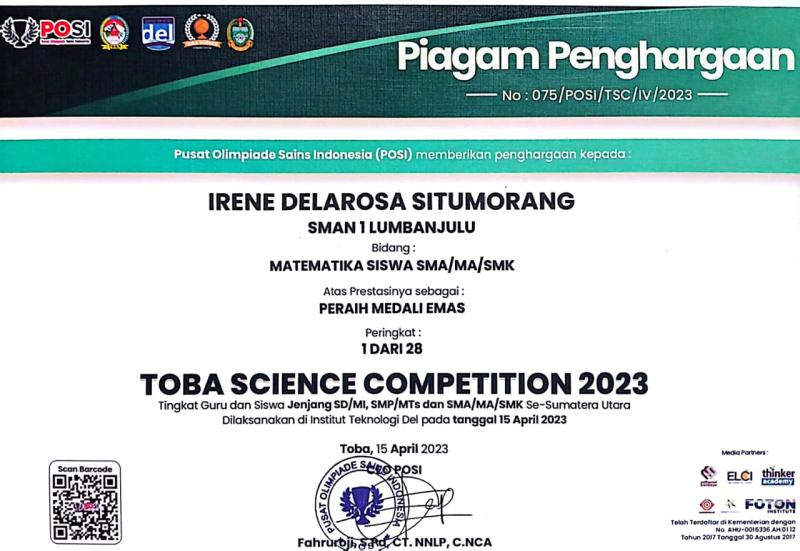 POSI
del
Piagam Penghargaan
No : 075/POSI/TSC/IV/2023
Pusat Olimpiade Sains Indonesia (POSI) memberikan penghargaan kepada :
IRENE DELAROSA SITUMORANG
SMAN 1 LUMBANJULU
Bidang :
MATEMATIKA SISWA SMA/MA/SMK
Atas Prestasinya sebagai :
PERAIH MEDALI EMAS
Peringkat :
1 DARI 28
TOBA SCIENCE COMPETITION 2023
Tingkat Guru dan Siswa Jenjang SD/MI, SMP/MTs dan SMA/MA/SMK Se-Sumatera Utara
Dilaksanakan di Institut Teknologi Del pada tanggal 15 April 2023
Toba, 15 April 2023
CEO POSI
PUSAT OLIMPIADE SAINS INDONESIA
POSI
Fahrurbji, S.Pd, CT. NNLP, C.NCA
Scan Barcode
POSI
Media Partners :
ELCI
thinker
academy
FOTON
INSTITUTE
Telah Terdaftar di Kementerian dengan
No. AHU-0016336.AH.01.12
Tahun 2017 Tanggal 30 Agustus 2017